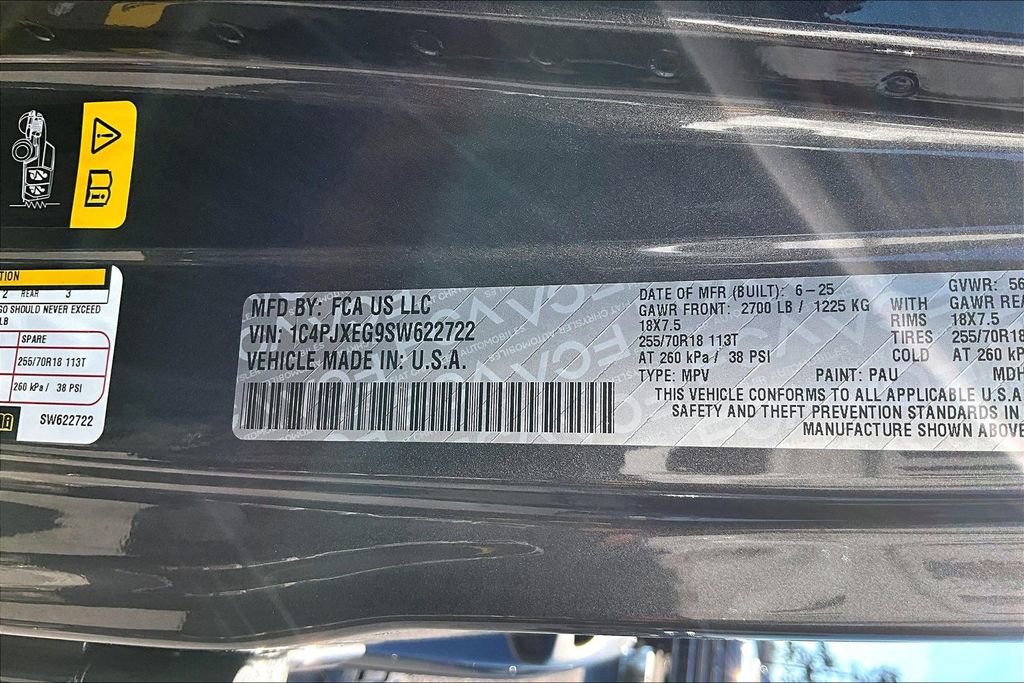 TION
2 REAR 3
GO SHOULD NEVER EXCEED
LB
SPARE
255/70R18 113T
260 kPa / 38 PSI
SW622722
MFD BY: FCA US LLC
VIN: 1C4PJXEG9SW622722
VEHICLE MADE IN: U.S.A.
DATE OF MFR (BUILT): 6-25
GAWR FRONT: 2700 LB / 1225 KG
18X7.5
255/70R18 113T
AT 260 kPa / 38 PSI
TYPE: MPV
PAINT: PAU
MDH
WITH
RIMS
TIRES
COLD
GVWR: 56
GAWR REA
18X7.5
255/70R18
AT 260 kP
THIS VEHICLE CONFORMS TO ALL APPLICABLE U.S.A
SAFETY AND THEFT PREVENTION STANDARDS IN
MANUFACTURE SHOWN ABOVE